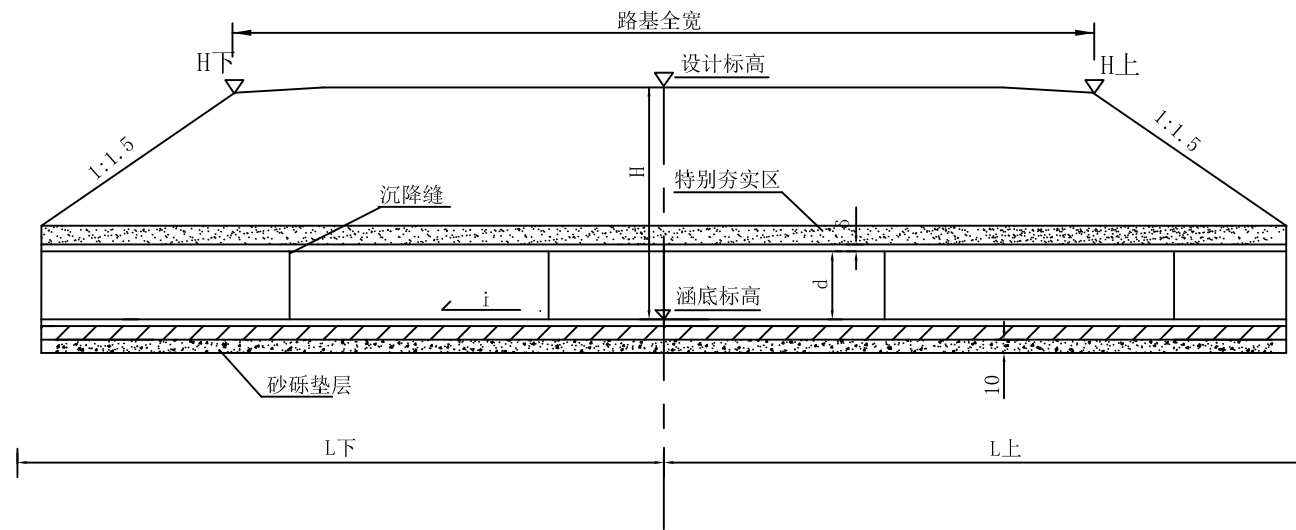 路基全宽
H下
设计标高
H上
1:1.5
1:1.5
H
特别夯实区
沉降缝
δ
d
i
涵底标高
砂砾垫层
10
L下
L上